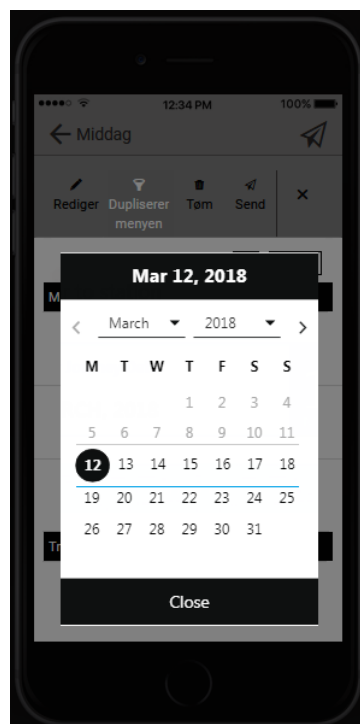 12:34 PM 100%
Middag
Rediger Dupliserer menyen Tøm Send
Mar 12, 2018
March 2018
M T W T F S S
1 2 3 4
5 6 7 8 9 10 11
12 13 14 15 16 17 18
19 20 21 22 23 24 25
26 27 28 29 30 31
Close